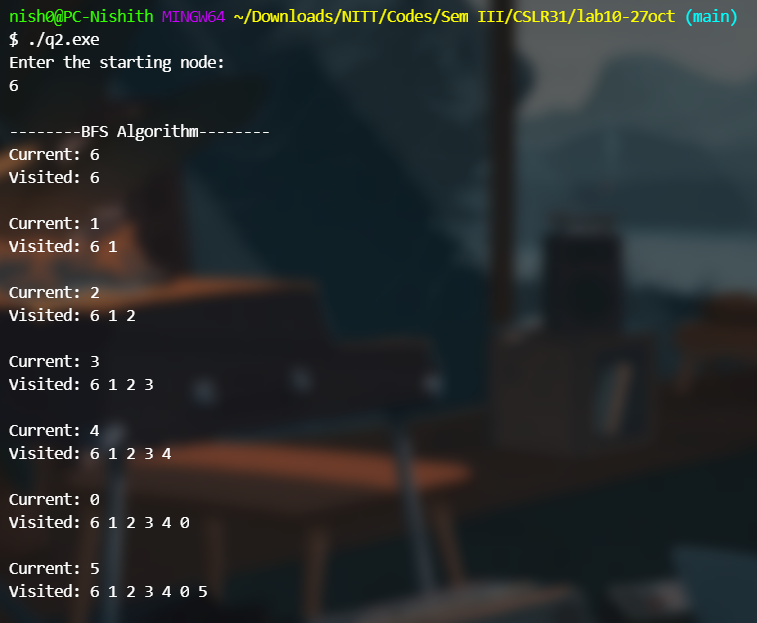 nish0@PC-Nishith MINGW64 ~/Downloads/NITT/Codes/Sem III/CSLR31/lab10-27oct (main)
$ ./q2.exe
Enter the starting node:
6
--------BFS Algorithm--------
Current: 6
Visited: 6
Current: 1
Visited: 6 1
Current: 2
Visited: 6 1 2
Current: 3
Visited: 6 1 2 3
Current: 4
Visited: 6 1 2 3 4
Current: 0
Visited: 6 1 2 3 4 0
Current: 5
Visited: 6 1 2 3 4 0 5